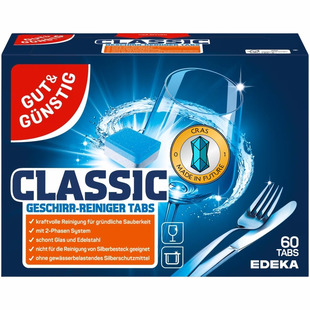 GUT&
GÜNSTIG
CRAS
MADE IN FUTURE
CLASSIC
GESCHIRR-REINIGER TABS
kraftvolle Reinigung für gründliche Sauberkeit
mit 2-Phasen System
schont Glas und Edelstahl
nicht für die Reinigung von Silberbesteck geeignet
ohne gewässerbelastendes Silberschutzmittel
60
TABS
EDEKA